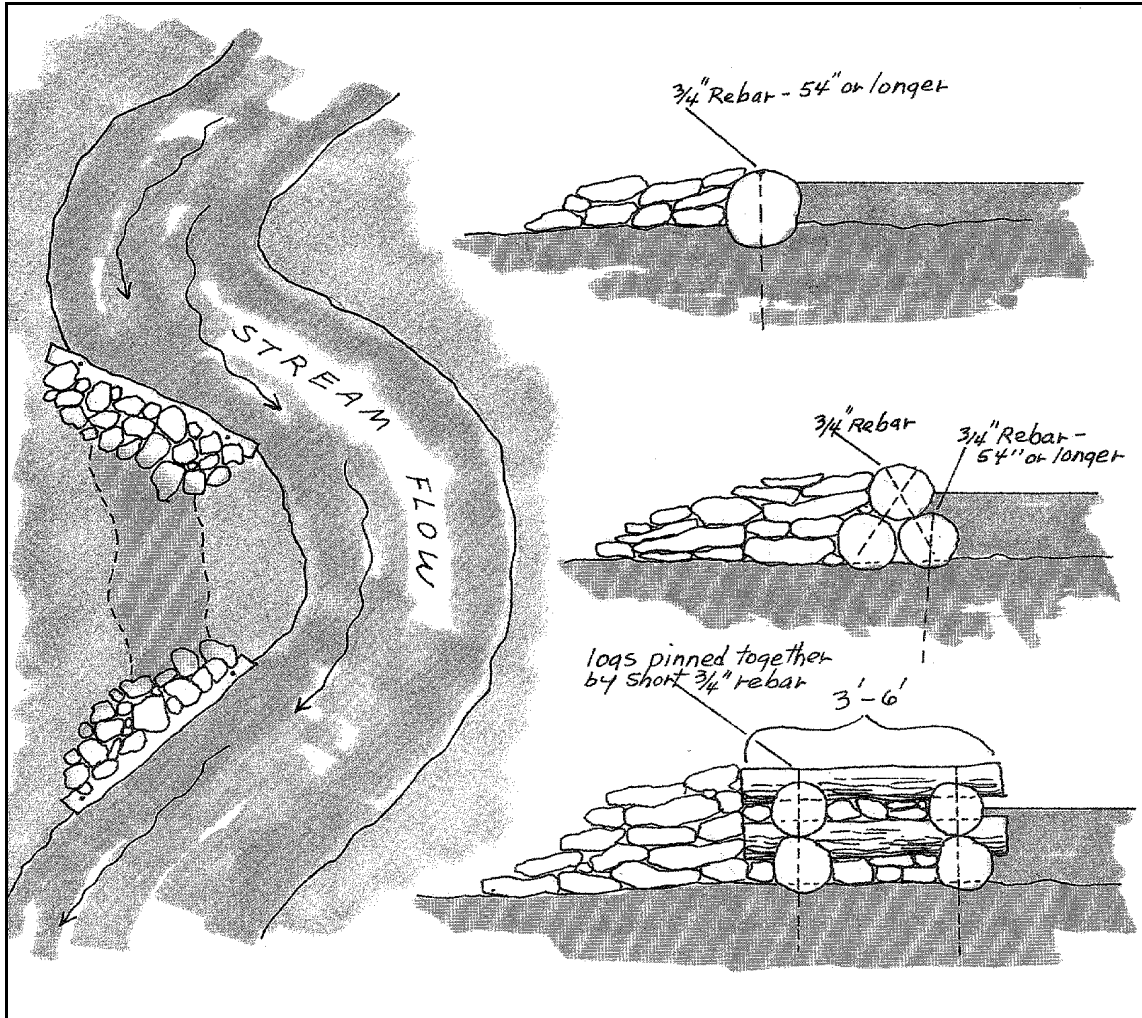 STREAM
FLOW
3/4" Rebar - 54" or longer
3/4" Rebar
3/4" Rebar -
54" or longer
logs pinned together
by short 3/4" rebar
3'-6'